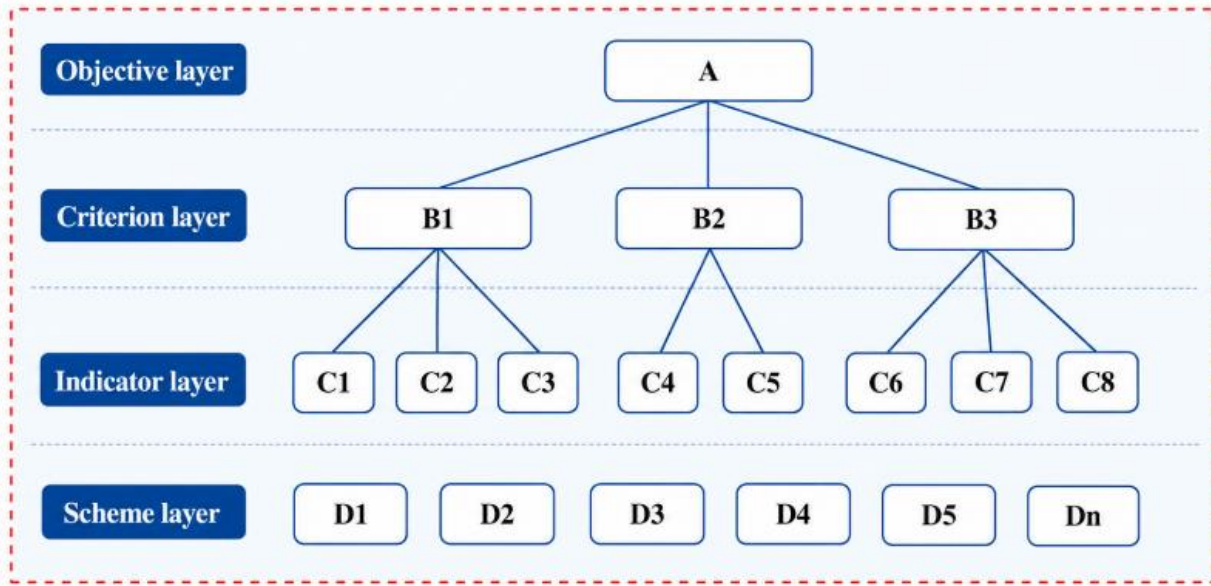 Objective layer
A
Criterion layer
B1 B2 B3
Indicator layer
C1 C2 C3 C4 C5 C6 C7 C8
Scheme layer
D1 D2 D3 D4 D5 Dn